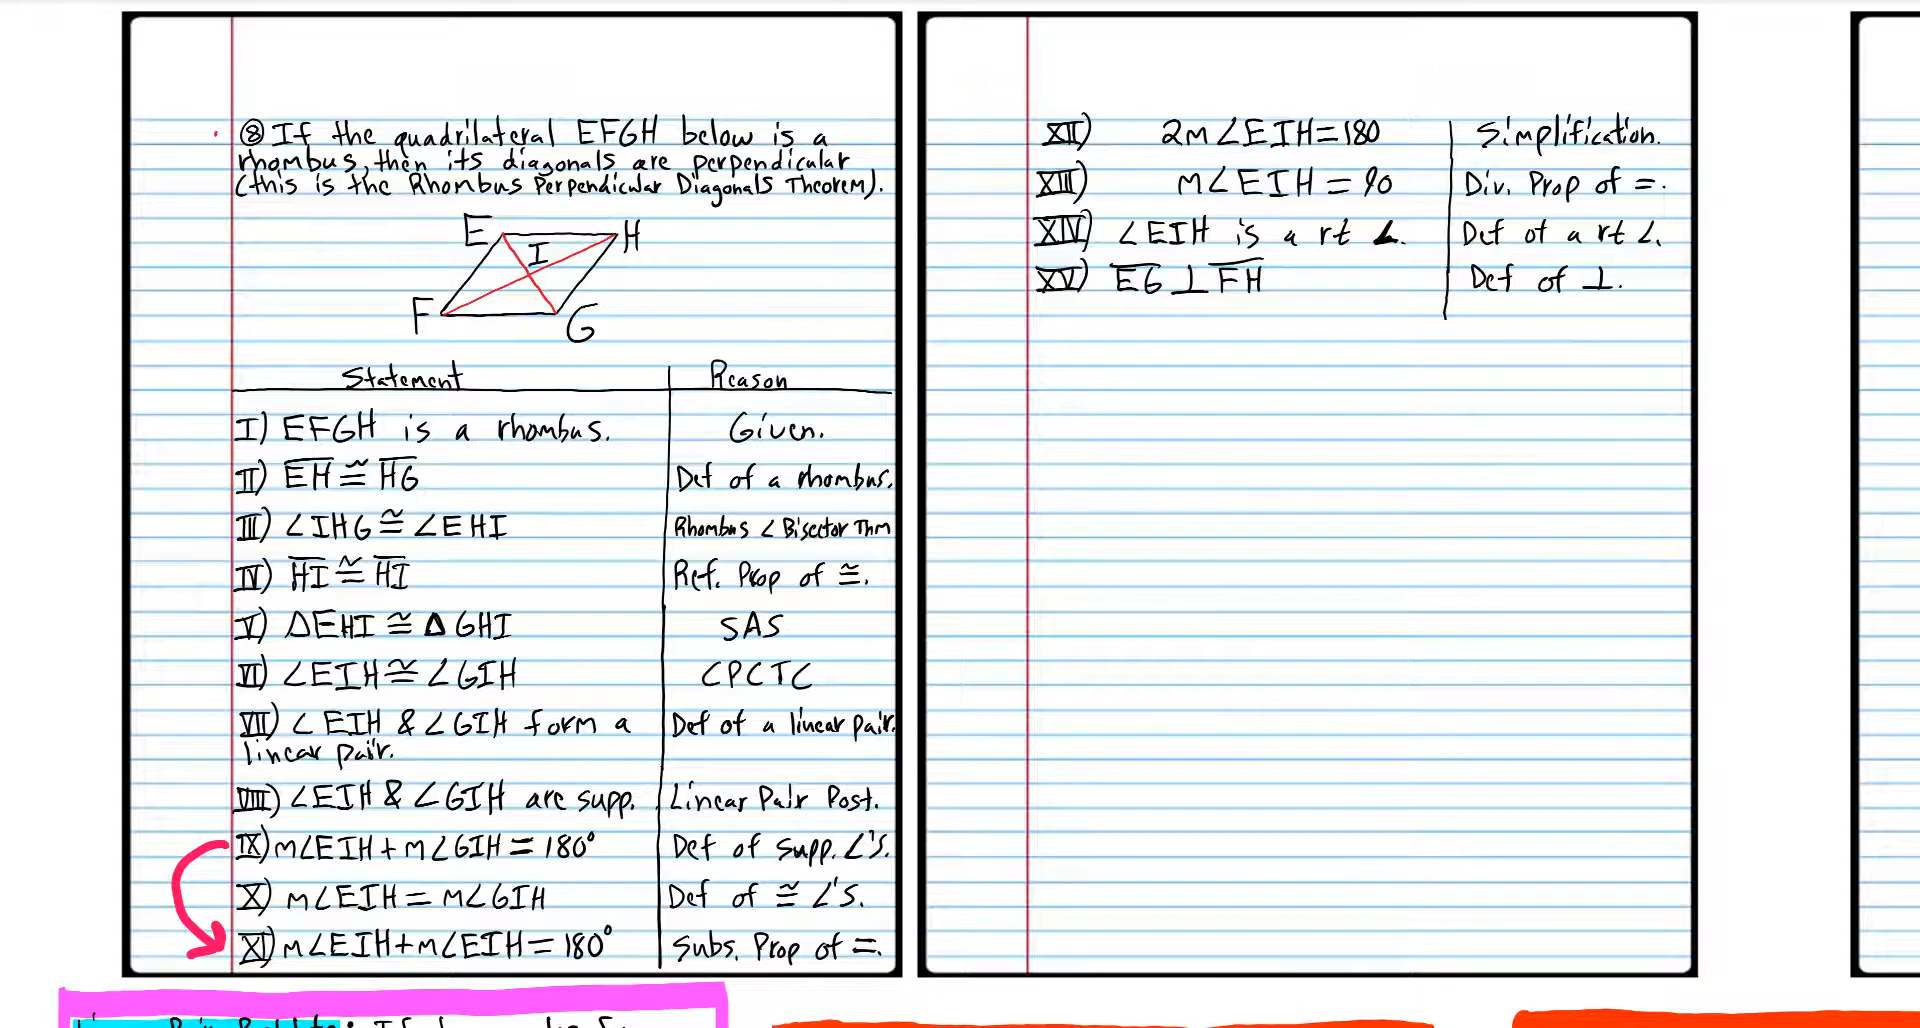 ⑧ If the quadrilateral EFGH below is a
rhombus, then its diagonals are perpendicular
(this is the Rhombus Perpendicular Diagonals Theorem).
E
H
I
F
G
Statement Reason
I) EFGH is a rhombus. Given.
II) EH ≅ HG Def of a rhombus.
III) ∠IHG ≅ ∠EHI Rhombus ∠ Bisector Thm
IV) HI ≅ HI Ref. Prop of ≅.
V) ΔEHI ≅ ΔGHI SAS
VI) ∠EIH ≅ ∠GIH CPCTC
VII) ∠EIH & ∠GIH form a Def of a linear pair.
linear pair.
VIII) ∠EIH & ∠GIH are supp. Linear Pair Post.
IX) m∠EIH + m∠GIH = 180° Def of supp. ∠'s.
X) m∠EIH = m∠GIH Def of ≅ ∠'s.
XI) m∠EIH + m∠EIH = 180° Subs. Prop of =.
XII) 2m∠EIH = 180 Simplification.
XIII) m∠EIH = 90 Div. Prop of =.
XIV) ∠EIH is a rt ∠. Def of a rt ∠.
XV) EG ⊥ FH Def of ⊥.